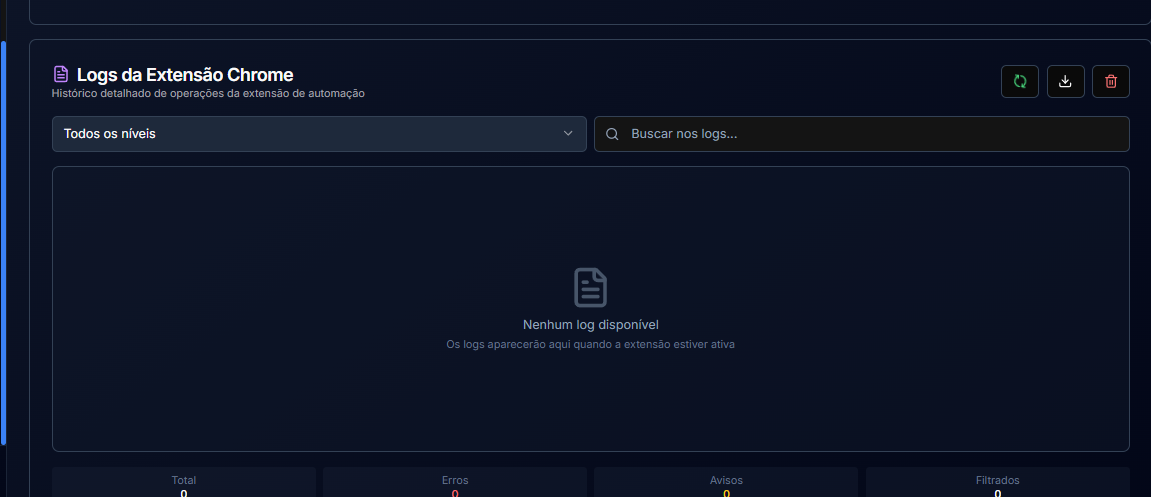 Logs da Extensão Chrome
Histórico detalhado de operações da extensão de automação
Todos os níveis
Buscar nos logs...
Nenhum log disponível
Os logs aparecerão aqui quando a extensão estiver ativa
Total
Erros
Avisos
Filtrados
0
0
0
0